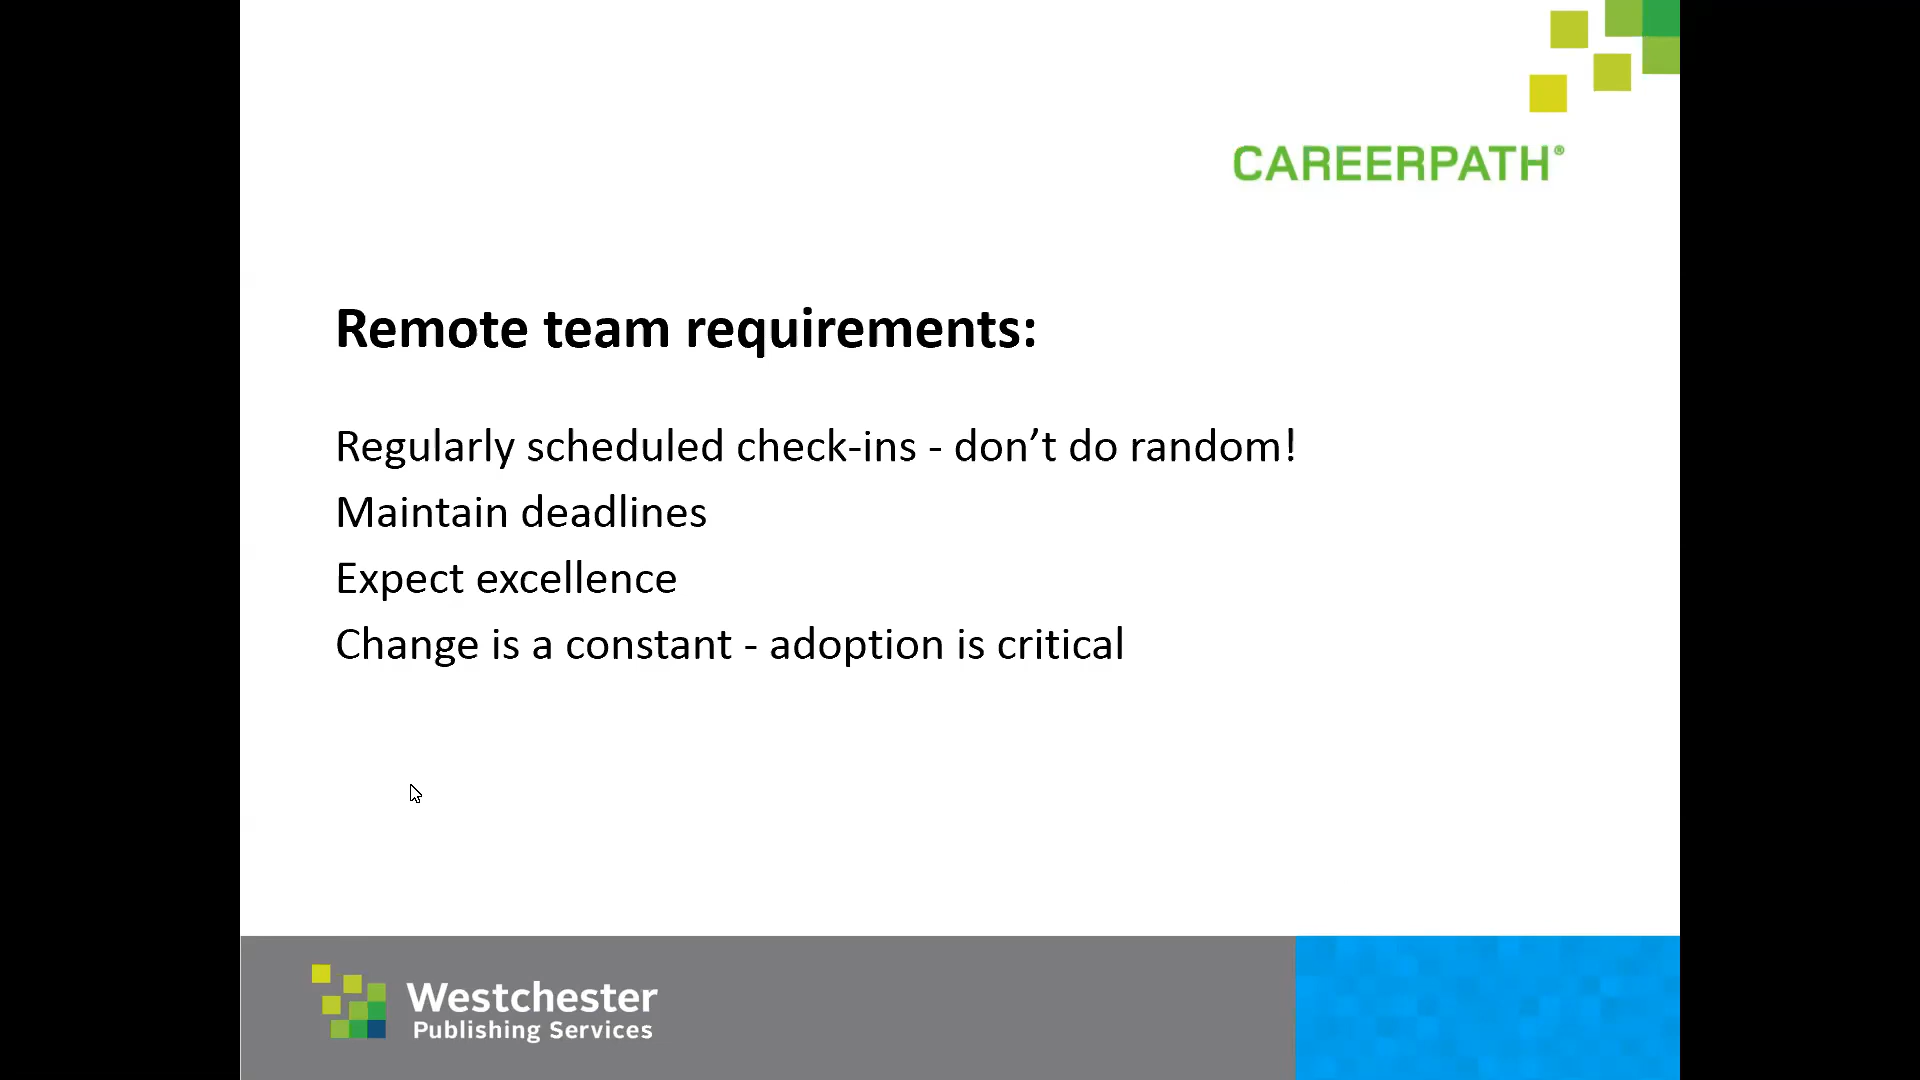 CAREERPATH®
Remote team requirements:
Regularly scheduled check-ins - don’t do random!
Maintain deadlines
Expect excellence
Change is a constant - adoption is critical
Westchester
Publishing Services